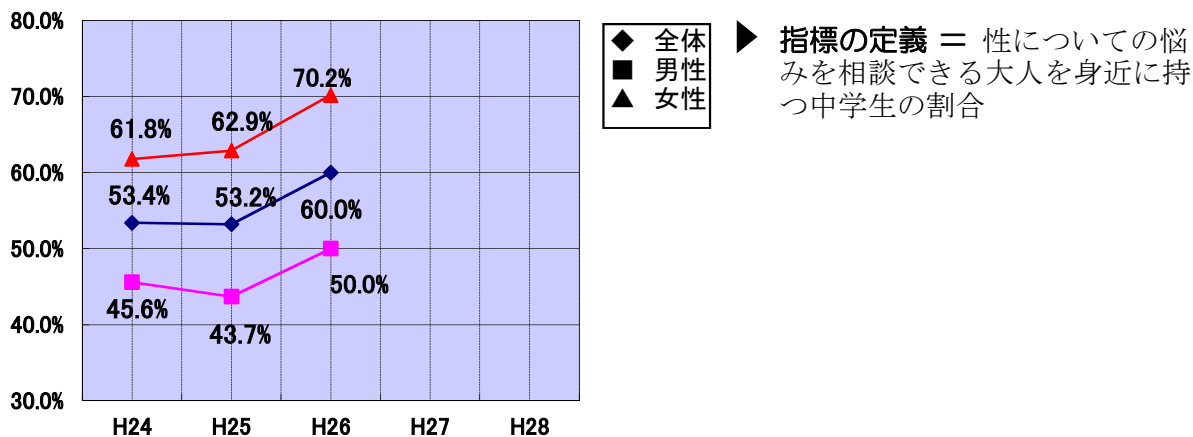 80.0%
70.0%
60.0%
50.0%
40.0%
30.0%
61.8%
62.9%
70.2%
53.4%
53.2%
60.0%
45.6%
43.7%
50.0%
H24
H25
H26
H27
H28
◆ 全体
■ 男性
▲ 女性
▶ 指標の定義 = 性についての悩
みを相談できる大人を身近に持
つ中学生の割合